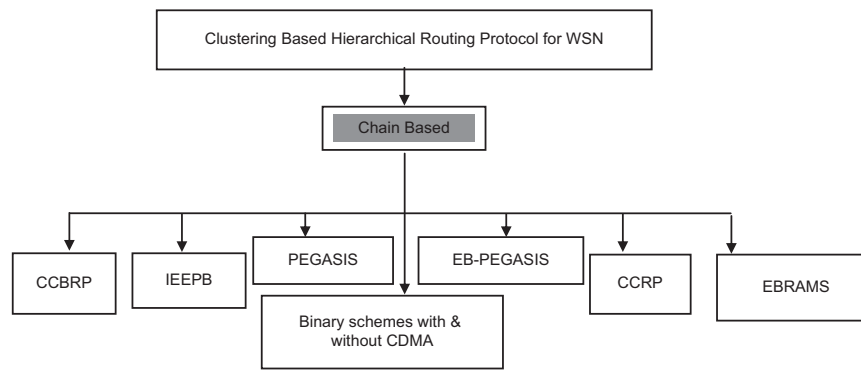 Clustering Based Hierarchical Routing Protocol for WSN
Chain Based
CCBRP
IEEPB
PEGASIS
Binary schemes with &
without CDMA
EB-PEGASIS
CCRP
EBRAMS